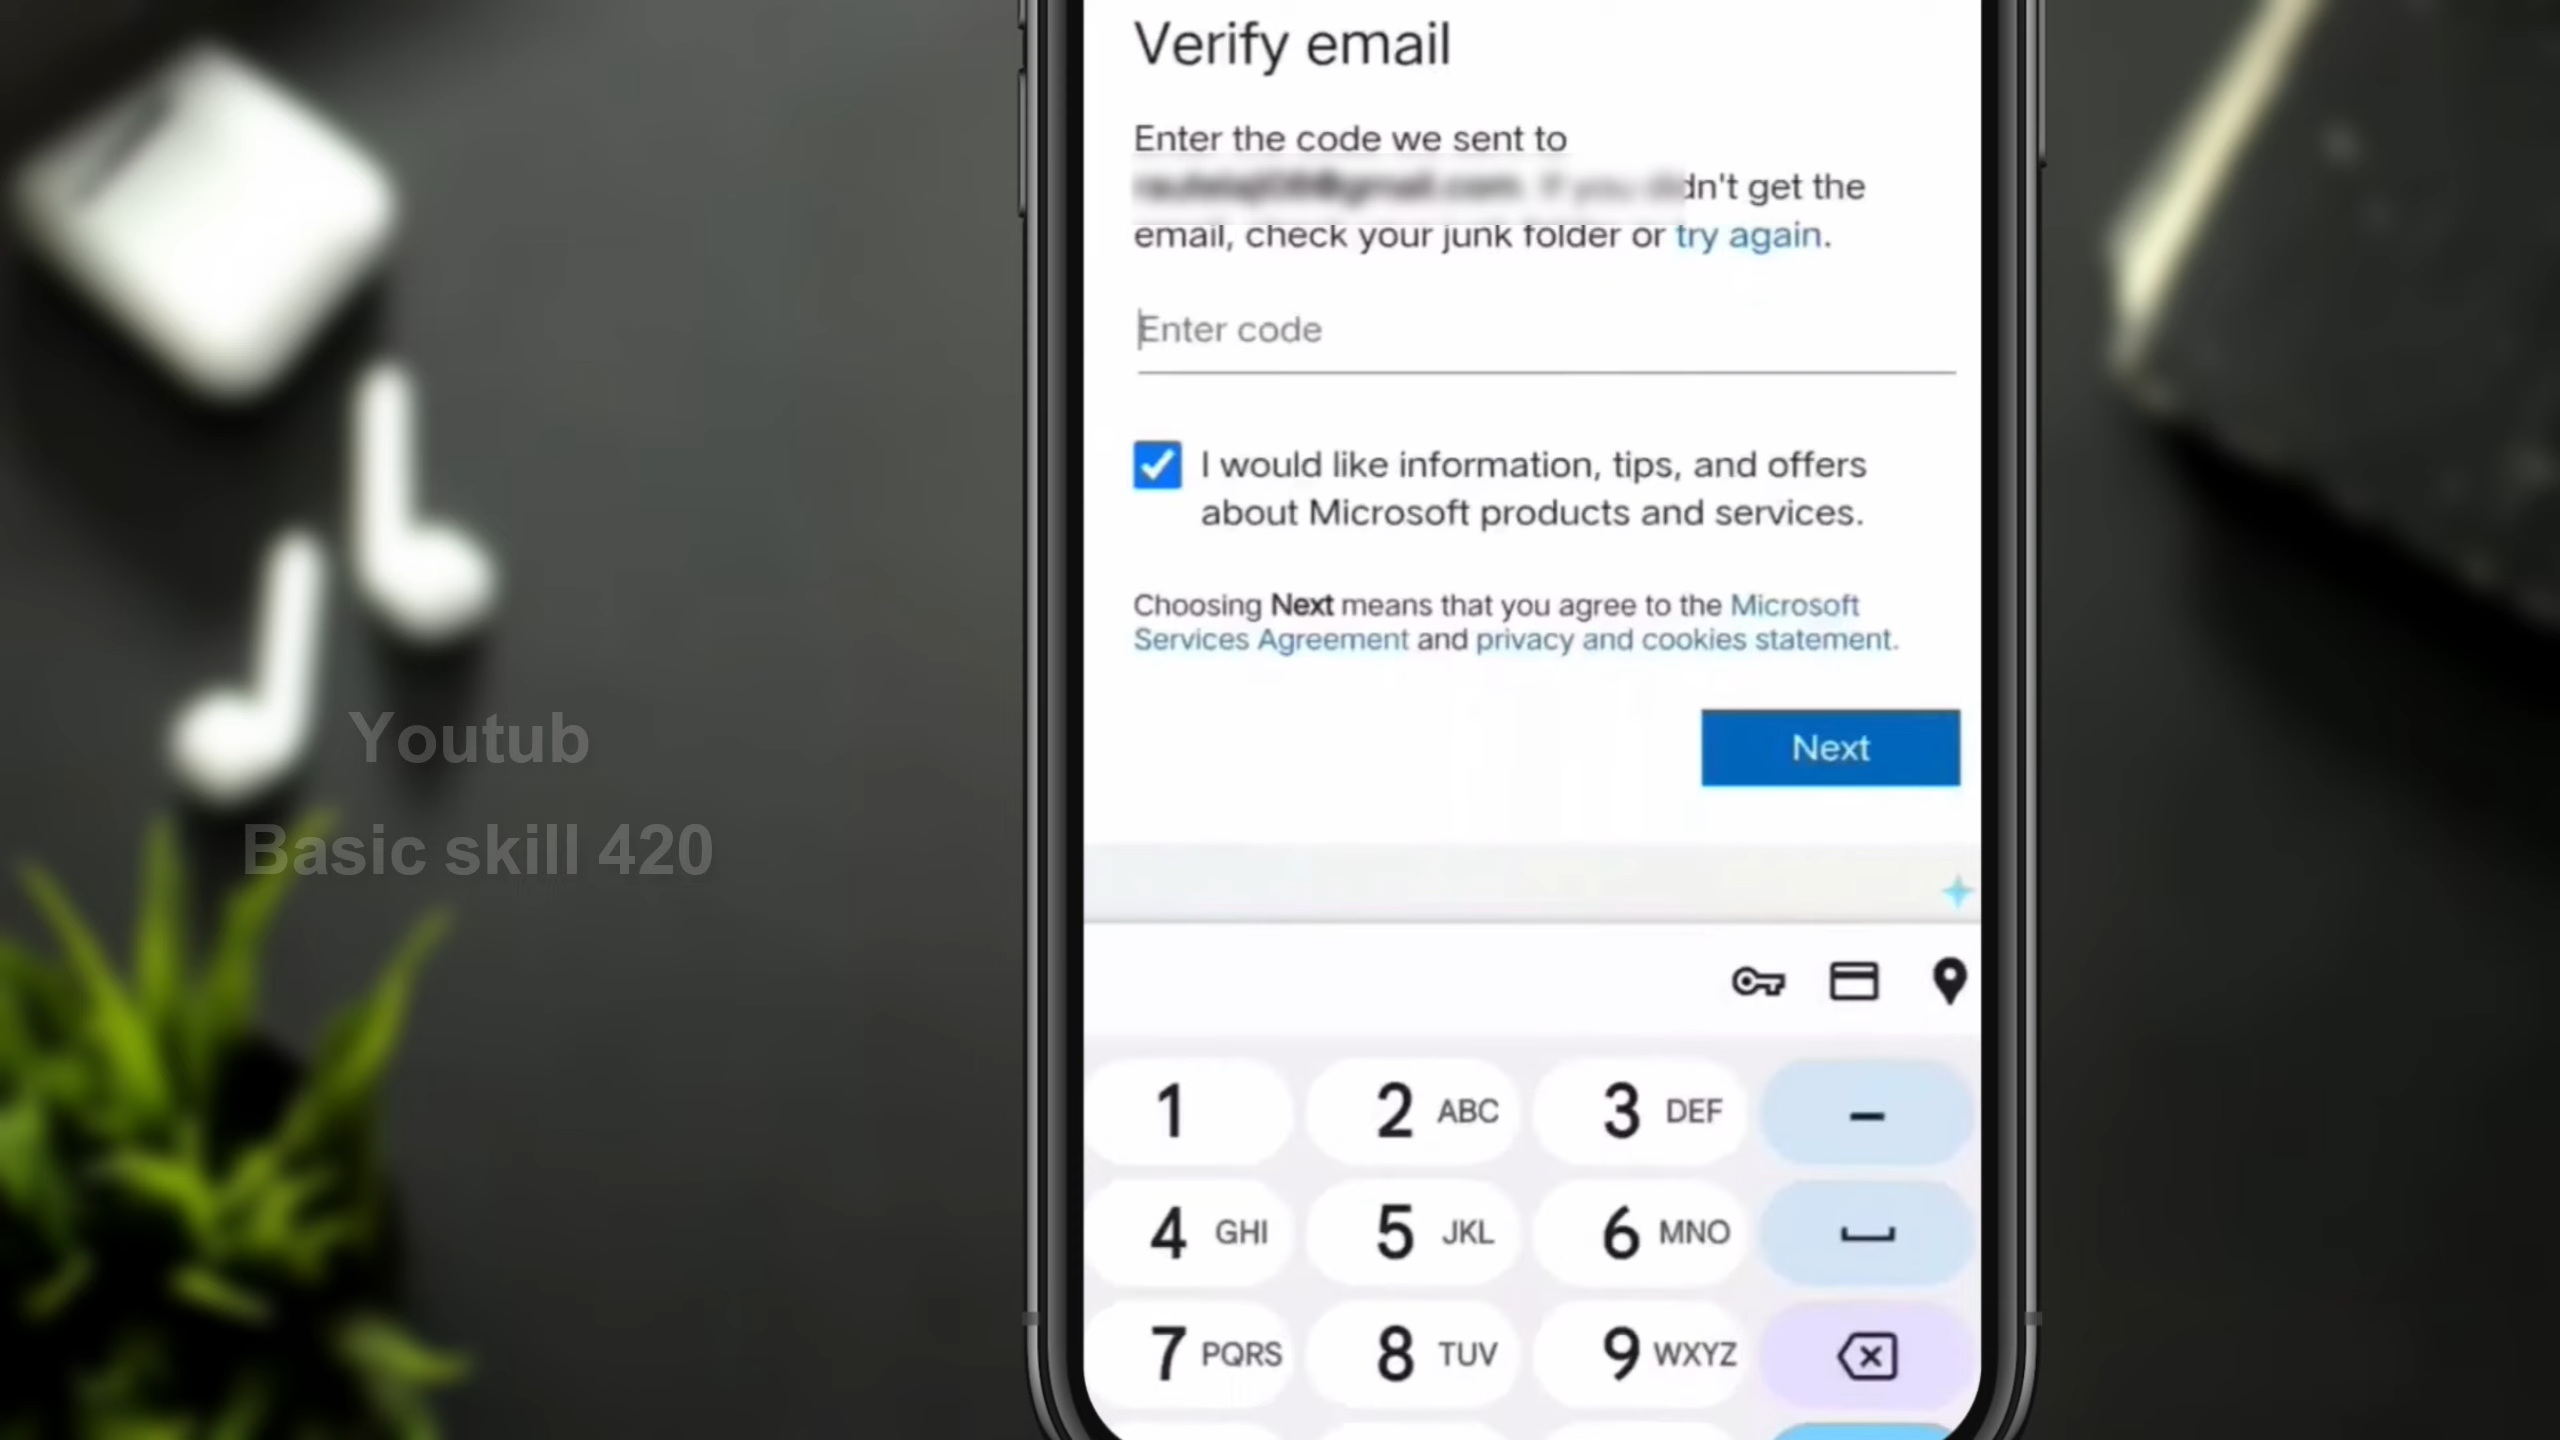 Verify email
Enter the code we sent to
dn't get the
email, check your junk folder or try again.
Enter code
I would like information, tips, and offers
about Microsoft products and services.
Choosing Next means that you agree to the Microsoft
Services Agreement and privacy and cookies statement.
Next
Youtub
Basic skill 420
1
2 ABC
3 DEF
–
4 GHI
5 JKL
6 MNO
7 PQRS
8 TUV
9 WXYZ